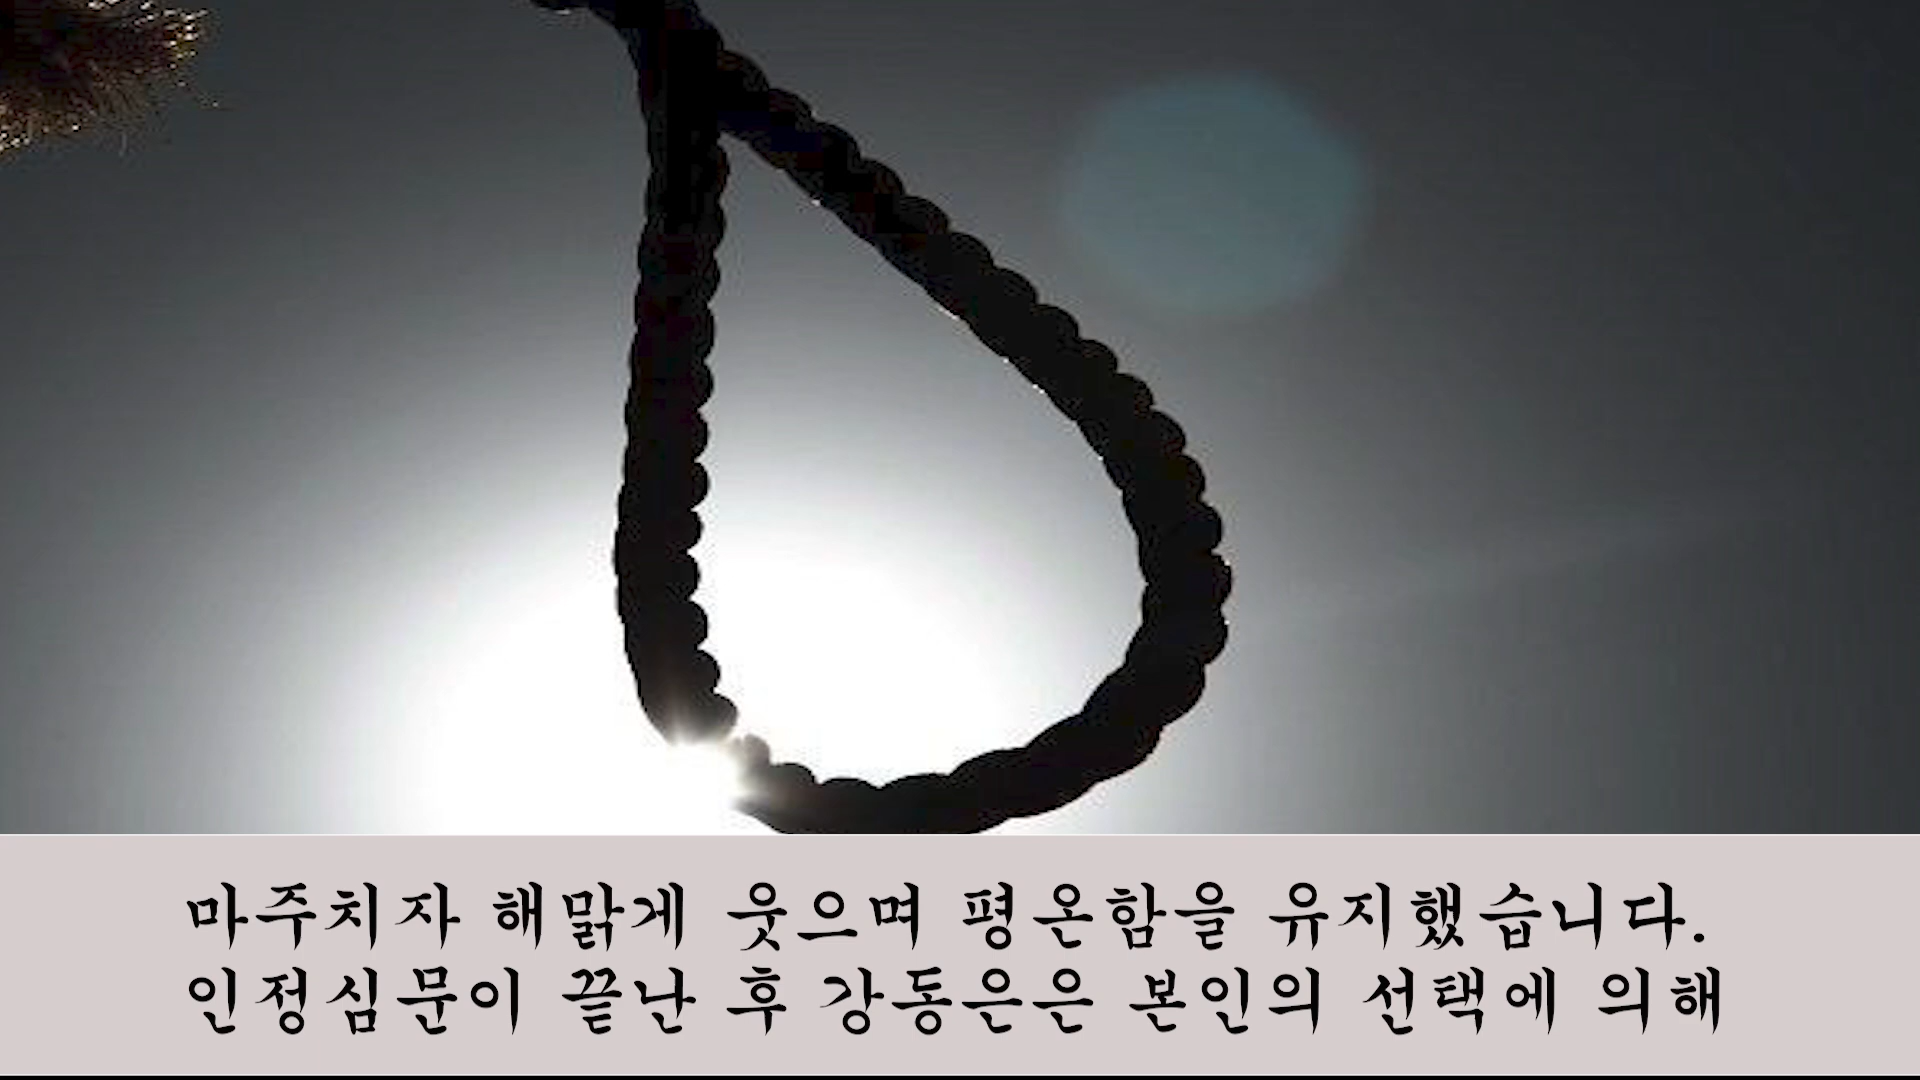 마주치자 해맑게 웃으며 평온함을 유지했습니다.
인정심문이 끝난 후 강동은은 본인의 선택에 의해